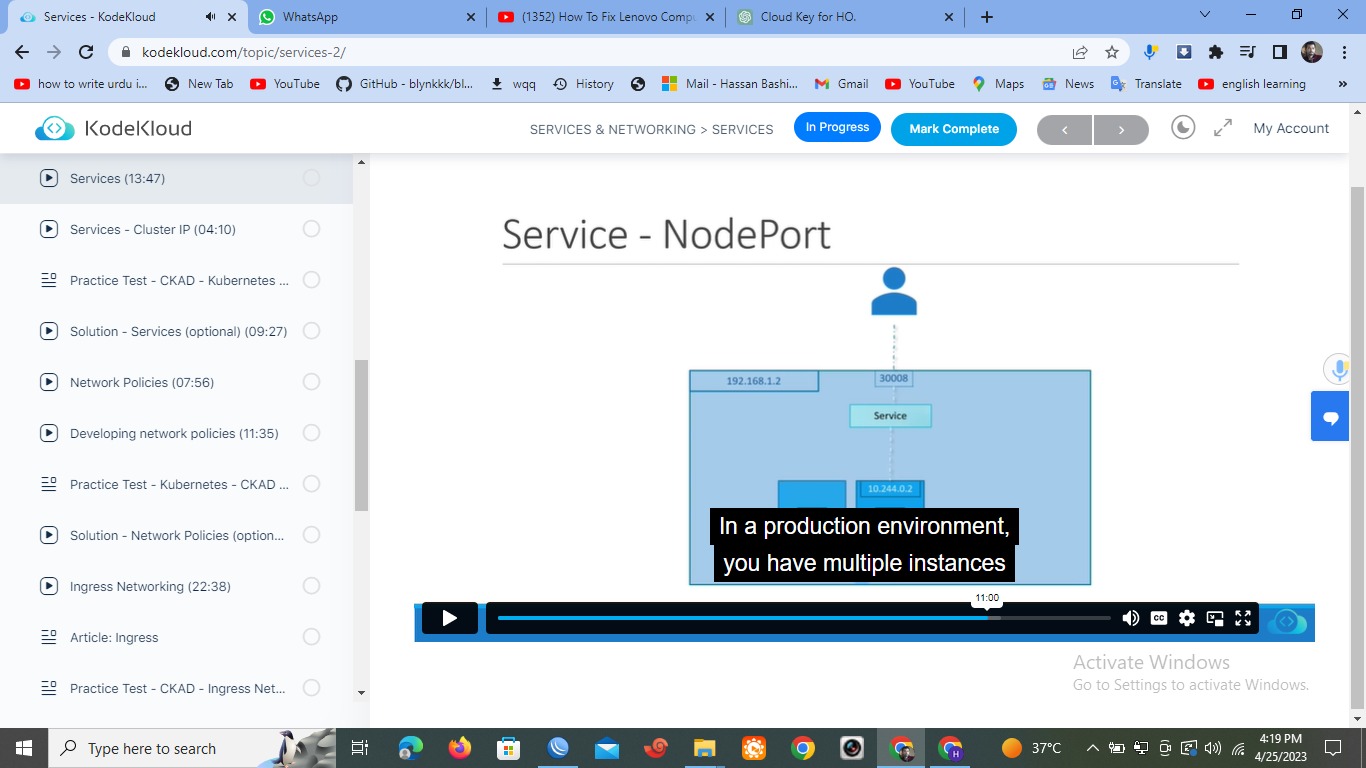 Services - KodeKloud
WhatsApp
(1352) How To Fix Lenovo Compu
Cloud Key for HO.
kodekloud.com/topic/services-2/
how to write urdu i...
New Tab
YouTube
GitHub - blynkkk/bl...
wqq
History
Mail - Hassan Bashi...
Gmail
YouTube
Maps
News
Translate
english learning
»
KodeKloud
SERVICES & NETWORKING > SERVICES
In Progress
Mark Complete
My Account
Services (13:47)
Services - Cluster IP (04:10)
Practice Test - CKAD - Kubernetes ...
Solution - Services (optional) (09:27)
Network Policies (07:56)
Developing network policies (11:35)
Practice Test - Kubernetes - CKAD ...
Solution - Network Policies (option...
Ingress Networking (22:38)
Article: Ingress
Practice Test - CKAD - Ingress Net...
Service - NodePort
192.168.1.2
30008
Service
10.244.0.2
In a production environment,
you have multiple instances
11:00
CC
Activate Windows
Go to Settings to activate Windows.
Type here to search
H
37°C
4:19 PM
4/25/2023